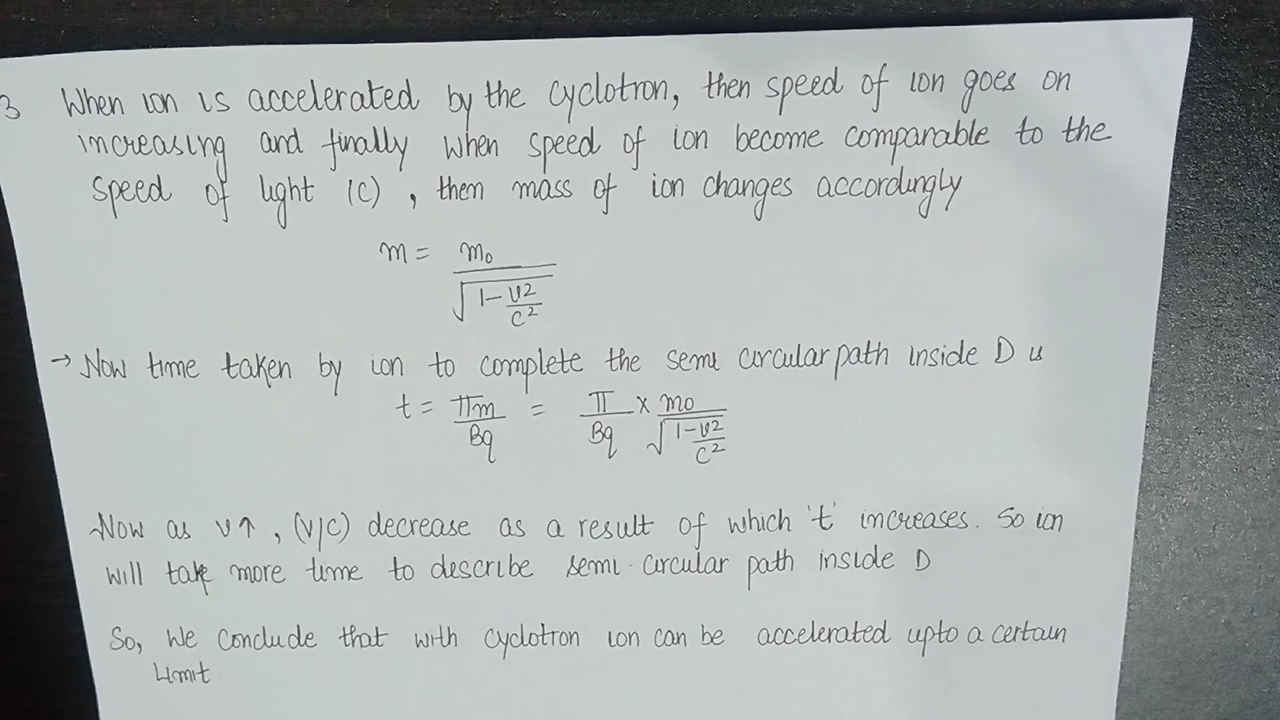 3 When ion is accelerated by the cyclotron, then speed of ion goes on
increasing and finally when speed of ion become comparable to the
speed of light (C) , then mass of ion changes accordingly
m = m₀ / √(1 - v²/c²)
→ Now time taken by ion to complete the semi circular path inside D is
t = πm/Bq = π/Bq × m₀/√(1 - v²/c²)
Now as v↑ , (v/c) decrease as a result of which 't' increases. So ion
will take more time to describe semi-circular path inside D
So, We conclude that with cyclotron ion can be accelerated upto a certain
Limit